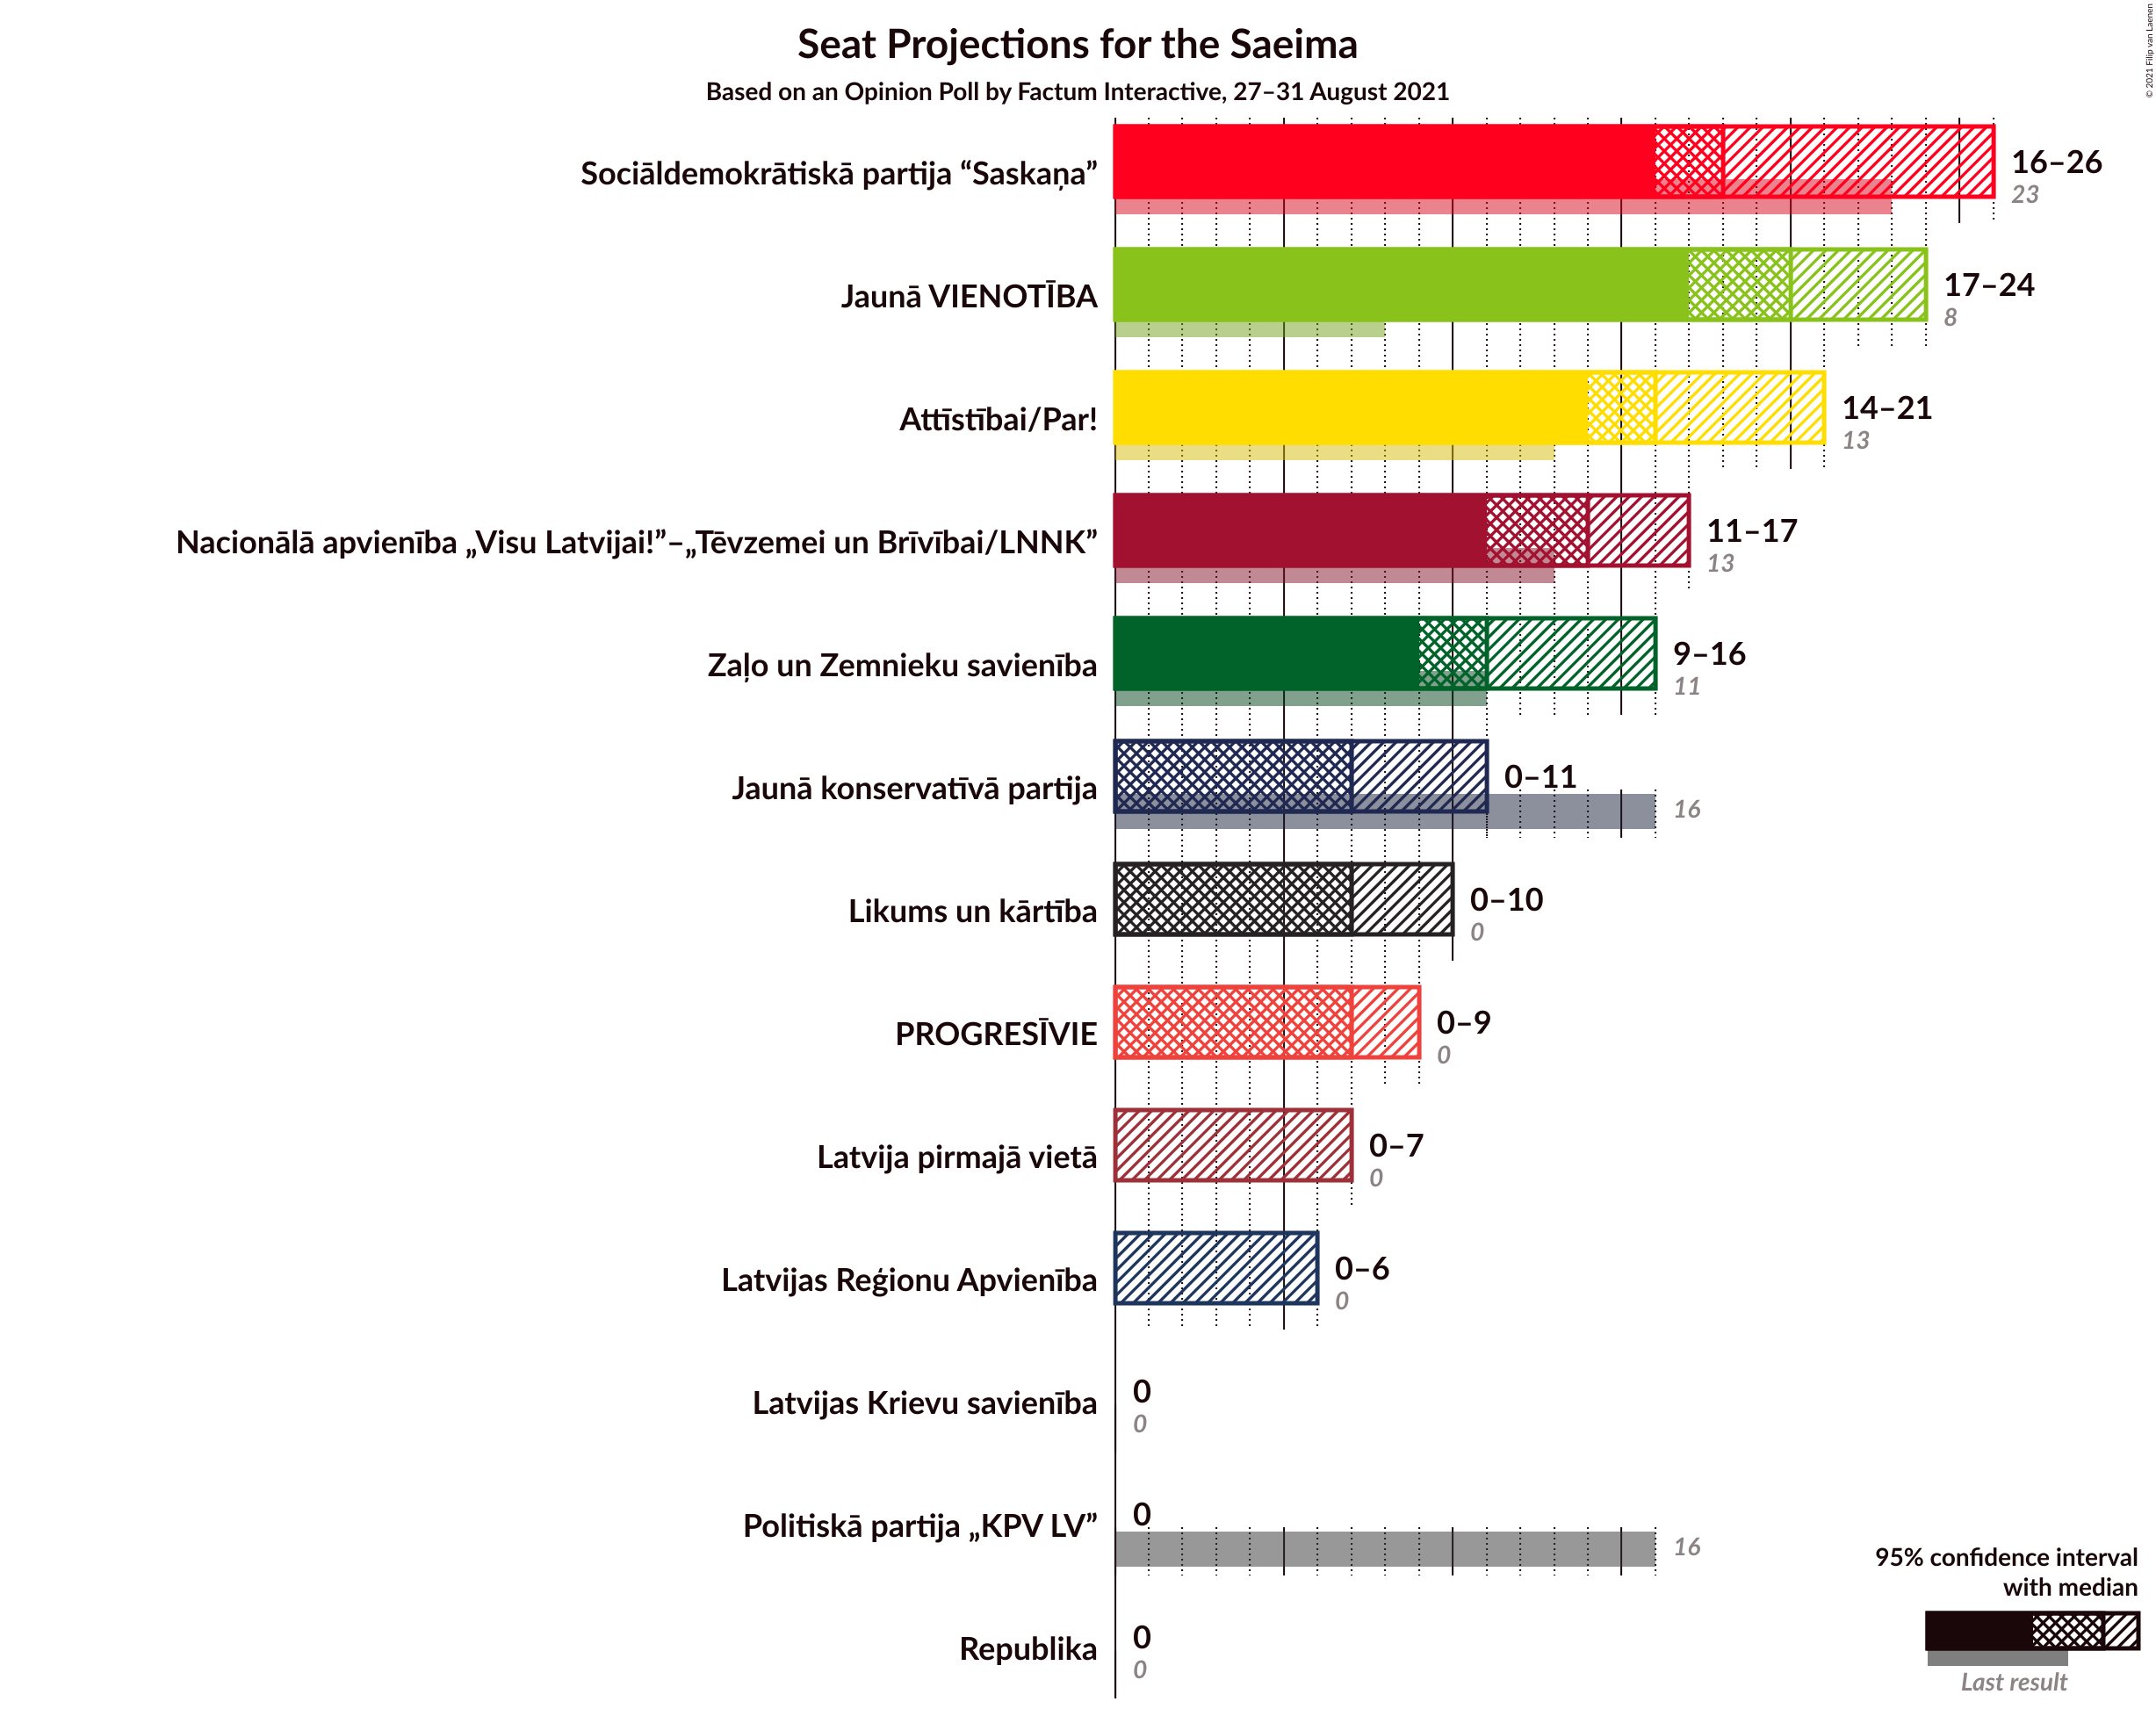 Seat Projections for the Saeima
Based on an Opinion Poll by Factum Interactive, 27–31 August 2021
© 2021 Filip van Laenen
Sociāldemokrātiskā partija “Saskaņa”
16–26
23
Jaunā VIENOTĪBA
17–24
8
Attīstībai/Par!
14–21
13
Nacionālā apvienība „Visu Latvijai!”–„Tēvzemei un Brīvībai/LNNK”
11–17
13
Zaļo un Zemnieku savienība
9–16
11
Jaunā konservatīvā partija
0–11
16
Likums un kārtība
0–10
0
PROGRESĪVIE
0–9
0
Latvija pirmajā vietā
0–7
0
Latvijas Reģionu Apvienība
0–6
0
Latvijas Krievu savienība
0
0
Politiskā partija „KPV LV”
0
16
Republika
0
0
95% confidence interval
with median
Last result